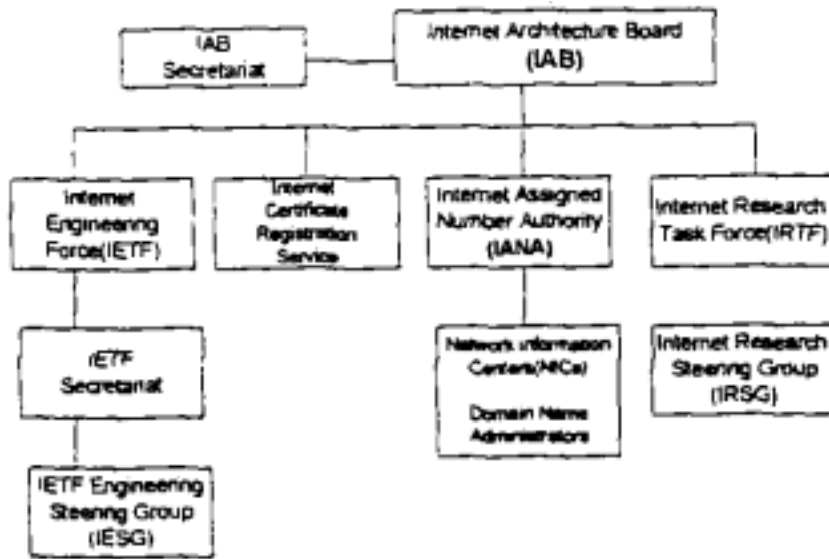 IAB
Secretariat
Internet Architecture Board
(IAB)
Internet
Engineering
Force(IETF)
Internet
Certificate
Registration
Service
Internet Assigned
Number Authority
(IANA)
Internet Research
Task Force(IRTF)
IETF
Secretariat
Network Information
Centers(NICs)
Domain Name
Administrators
Internet Research
Steering Group
(IRSG)
IETF Engineering
Steering Group
(IESG)